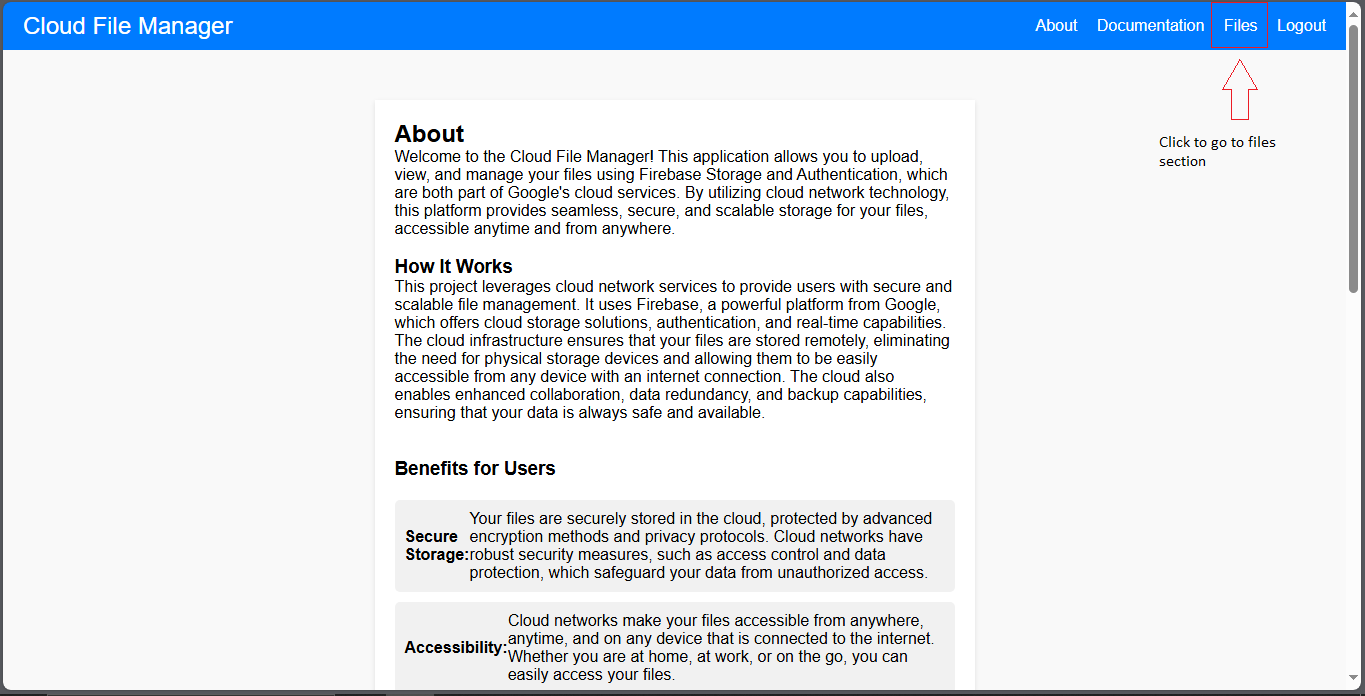 Cloud File Manager
About Documentation Files Logout
Click to go to files
section
About
Welcome to the Cloud File Manager! This application allows you to upload,
view, and manage your files using Firebase Storage and Authentication, which
are both part of Google's cloud services. By utilizing cloud network technology,
this platform provides seamless, secure, and scalable storage for your files,
accessible anytime and from anywhere.
How It Works
This project leverages cloud network services to provide users with secure and
scalable file management. It uses Firebase, a powerful platform from Google,
which offers cloud storage solutions, authentication, and real-time capabilities.
The cloud infrastructure ensures that your files are stored remotely, eliminating
the need for physical storage devices and allowing them to be easily
accessible from any device with an internet connection. The cloud also
enables enhanced collaboration, data redundancy, and backup capabilities,
ensuring that your data is always safe and available.
Benefits for Users
Secure
Storage:
Your files are securely stored in the cloud, protected by advanced
encryption methods and privacy protocols. Cloud networks have
robust security measures, such as access control and data
protection, which safeguard your data from unauthorized access.
Accessibility:
Cloud networks make your files accessible from anywhere,
anytime, and on any device that is connected to the internet.
Whether you are at home, at work, or on the go, you can
easily access your files.